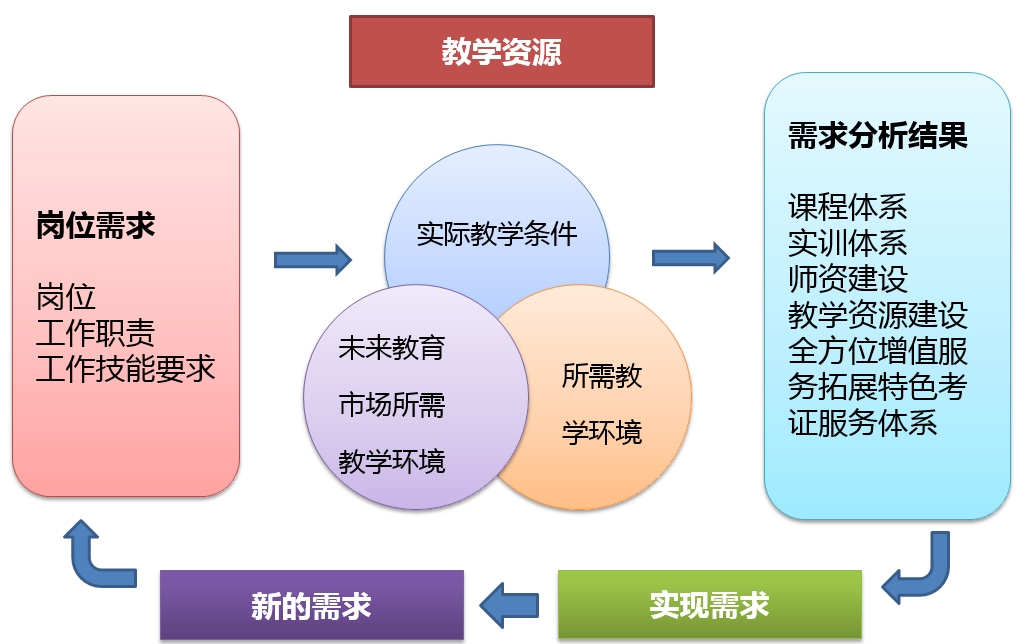 教学资源
岗位需求
岗位
工作职责
工作技能要求
实际教学条件
未来教育
市场所需
教学环境
所需教
学环境
需求分析结果
课程体系
实训体系
师资建设
教学资源建设
全方位增值服
务拓展特色考
证服务体系
新的需求
实现需求